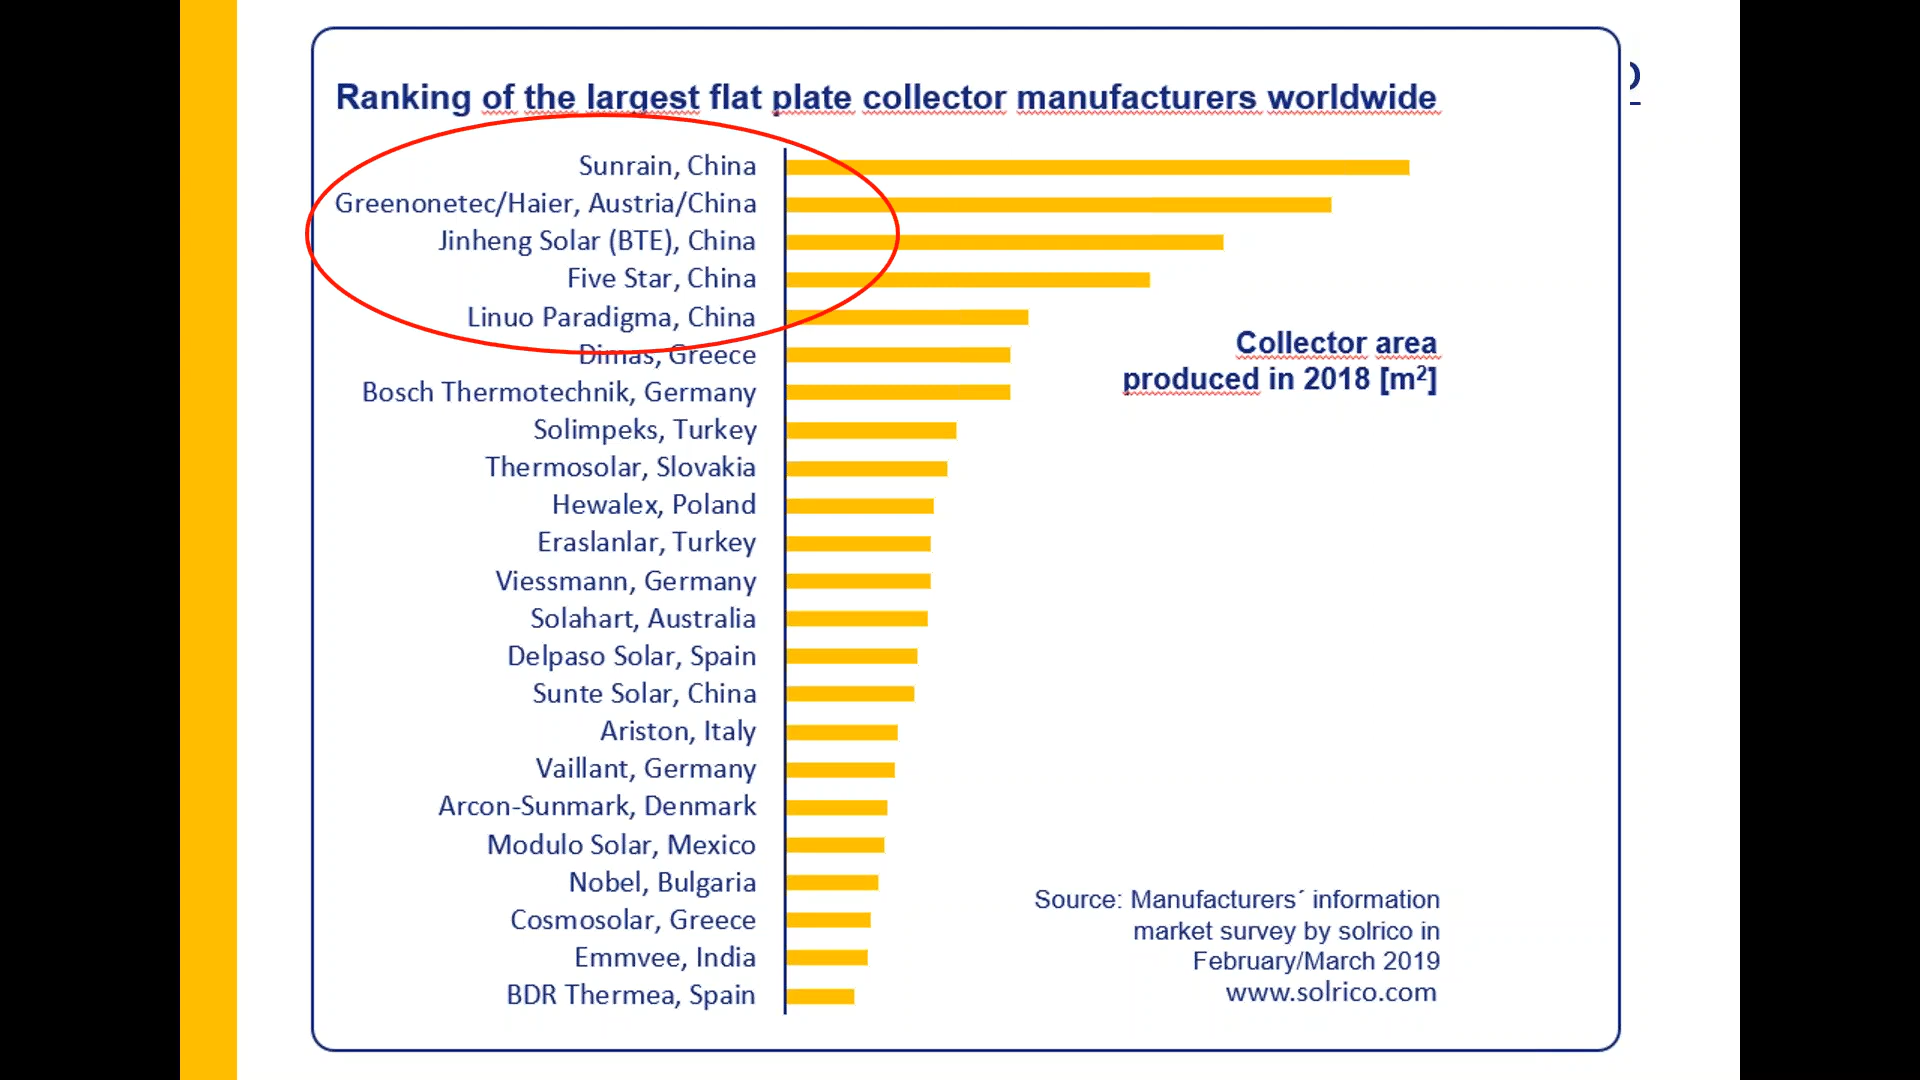 Ranking of the largest flat plate collector manufacturers worldwide
Sunrain, China
Greenonetec/Haier, Austria/China
Jinheng Solar (BTE), China
Five Star, China
Linuo Paradigma, China
Dimas, Greece
Bosch Thermotechnik, Germany
Solimpeks, Turkey
Thermosolar, Slovakia
Hewalex, Poland
Eraslanlar, Turkey
Viessmann, Germany
Solahart, Australia
Delpaso Solar, Spain
Sunte Solar, China
Ariston, Italy
Vaillant, Germany
Arcon-Sunmark, Denmark
Modulo Solar, Mexico
Nobel, Bulgaria
Cosmosolar, Greece
Emmvee, India
BDR Thermea, Spain
Collector area
produced in 2018 [m²]
Source: Manufacturers´ information
market survey by solrico in
February/March 2019
www.solrico.com